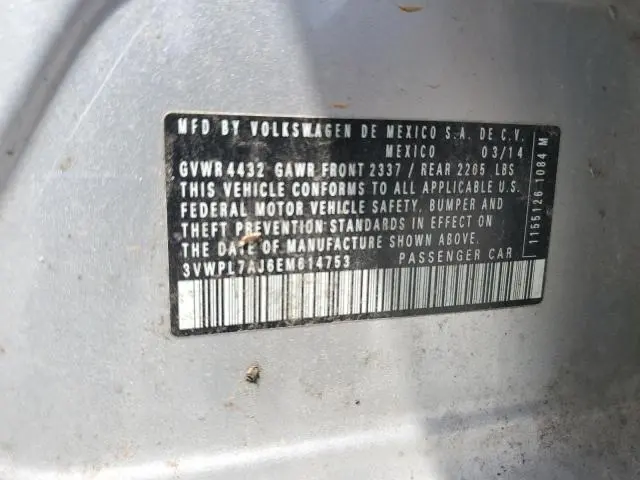 MFD BY VOLKSWAGEN DE MEXICO S.A. DE C.V.
MEXICO 03/14
GVWR 4432 GAWR FRONT 2337 / REAR 2205 LBS
THIS VEHICLE CONFORMS TO ALL APPLICABLE U.S.
FEDERAL MOTOR VEHICLE SAFETY, BUMPER AND
THEFT PREVENTION STANDARDS IN EFFECT ON
THE DATE OF MANUFACTURE SHOWN ABOVE.
3VWPL7AJ6EM614753 PASSENGER CAR
1155126 1084 M